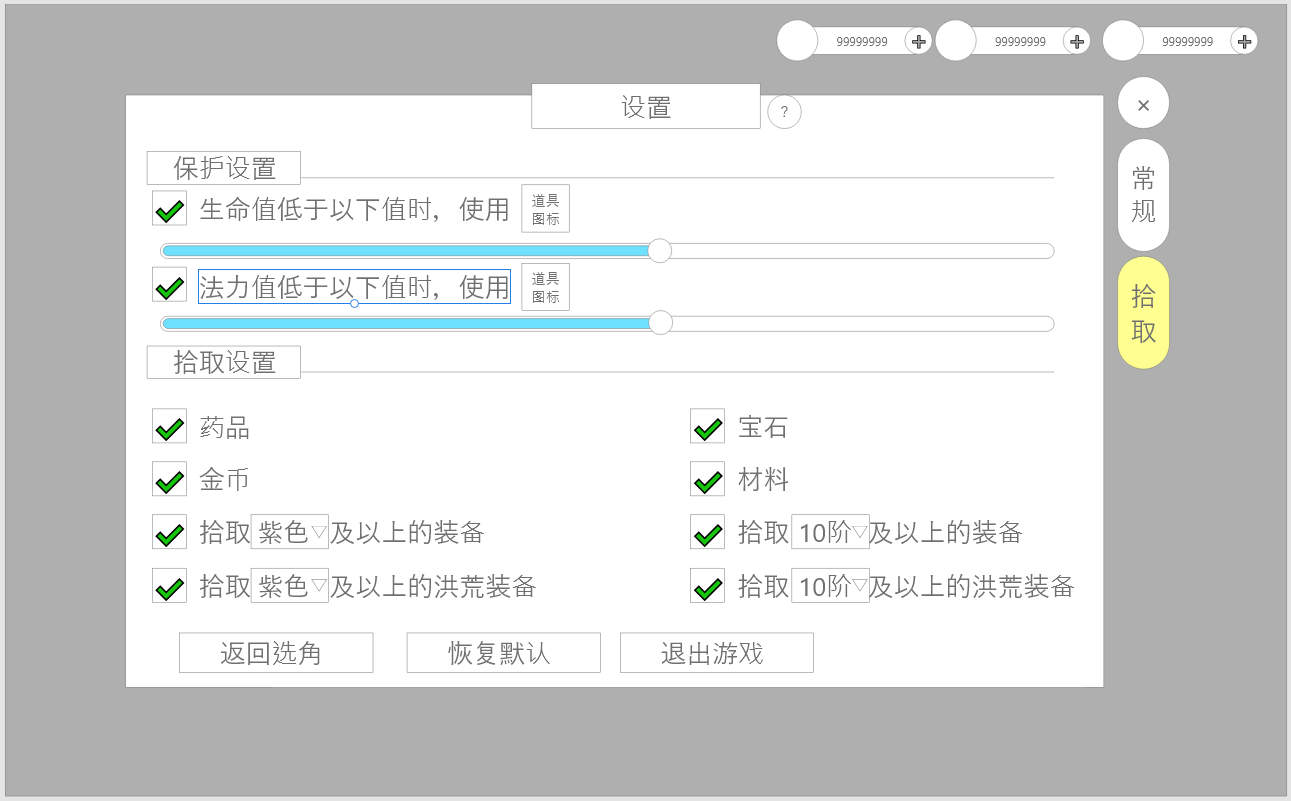 99999999 99999999 99999999
设置 ?
×
保护设置
常规
生命值低于以下值时，使用 道具图标
法力值低于以下值时，使用 道具图标
拾取
拾取设置
药品 宝石
金币 材料
拾取 紫色 及以上的装备 拾取 10阶 及以上的装备
拾取 紫色 及以上的洪荒装备 拾取 10阶 及以上的洪荒装备
返回选角 恢复默认 退出游戏